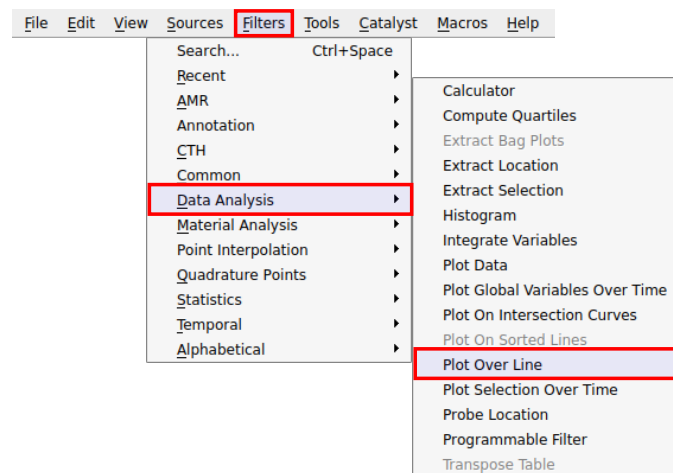 File Edit View Sources Filters Tools Catalyst Macros Help
Search... Ctrl+Space
Recent
AMR
Annotation
CTH
Common
Data Analysis
Material Analysis
Point Interpolation
Quadrature Points
Statistics
Temporal
Alphabetical
Calculator
Compute Quartiles
Extract Bag Plots
Extract Location
Extract Selection
Histogram
Integrate Variables
Plot Data
Plot Global Variables Over Time
Plot On Intersection Curves
Plot On Sorted Lines
Plot Over Line
Plot Selection Over Time
Probe Location
Programmable Filter
Transpose Table